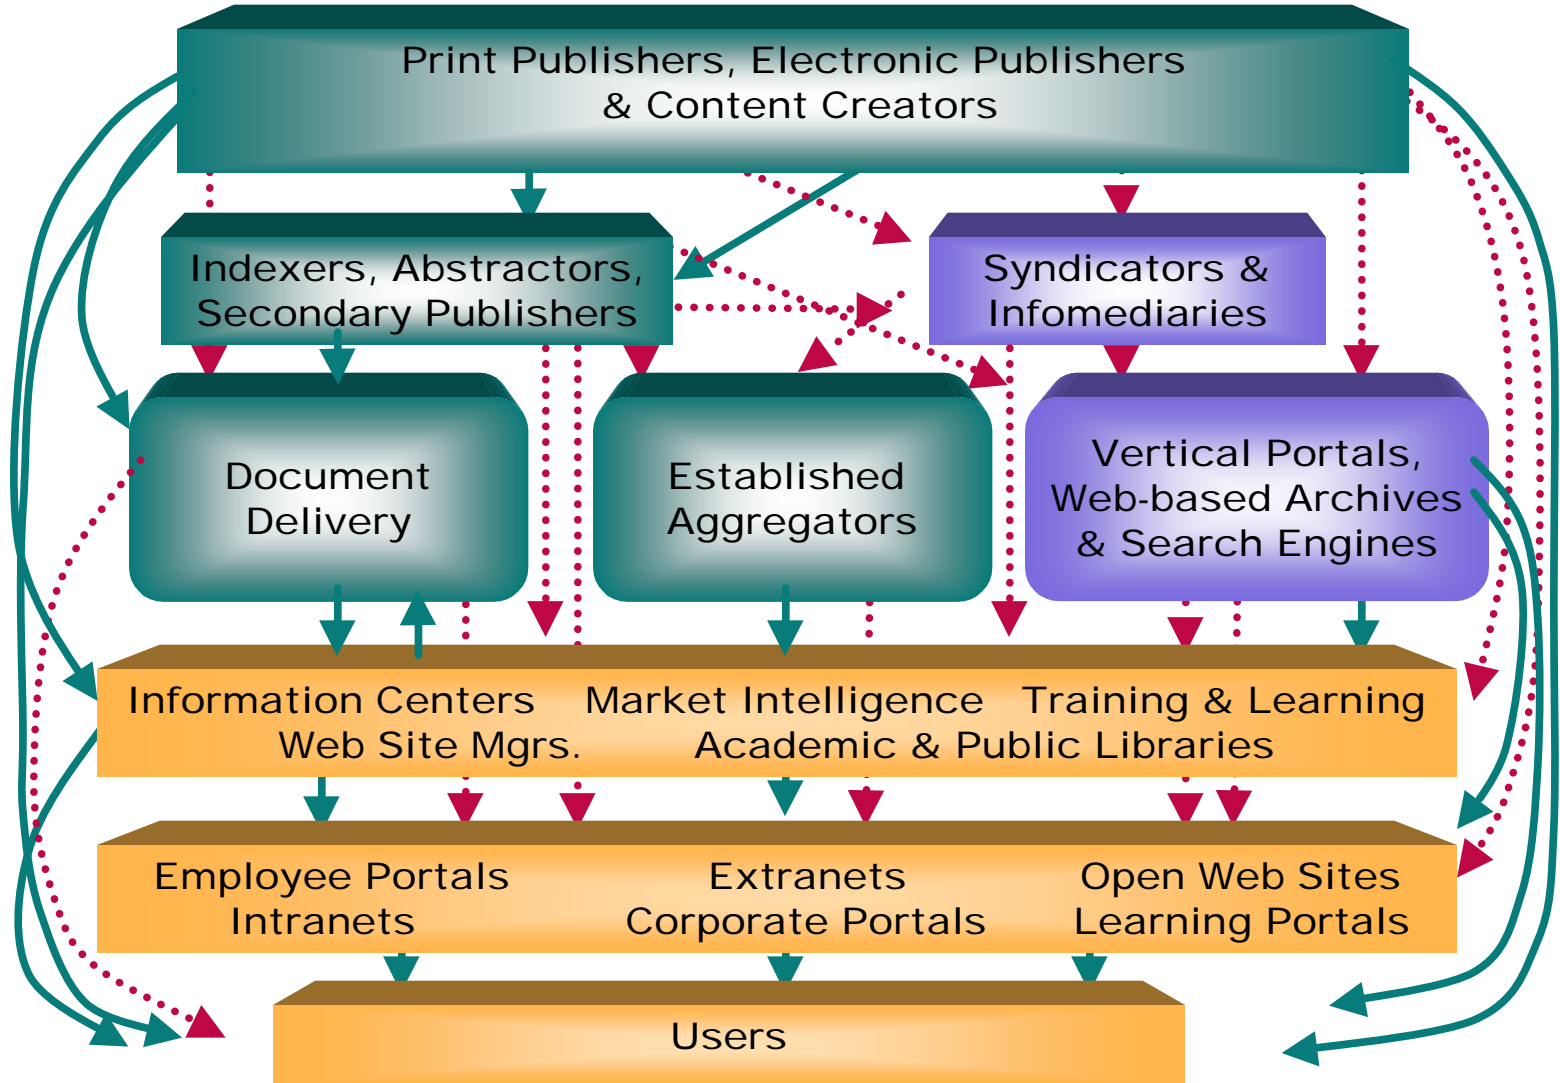 Print Publishers, Electronic Publishers
& Content Creators
Indexers, Abstractors,
Secondary Publishers
Syndicators &
Infomediaries
Document
Delivery
Established
Aggregators
Vertical Portals,
Web-based Archives
& Search Engines
Information Centers Market Intelligence Training & Learning
Web Site Mgrs. Academic & Public Libraries
Employee Portals
Intranets
Extranets
Corporate Portals
Open Web Sites
Learning Portals
Users